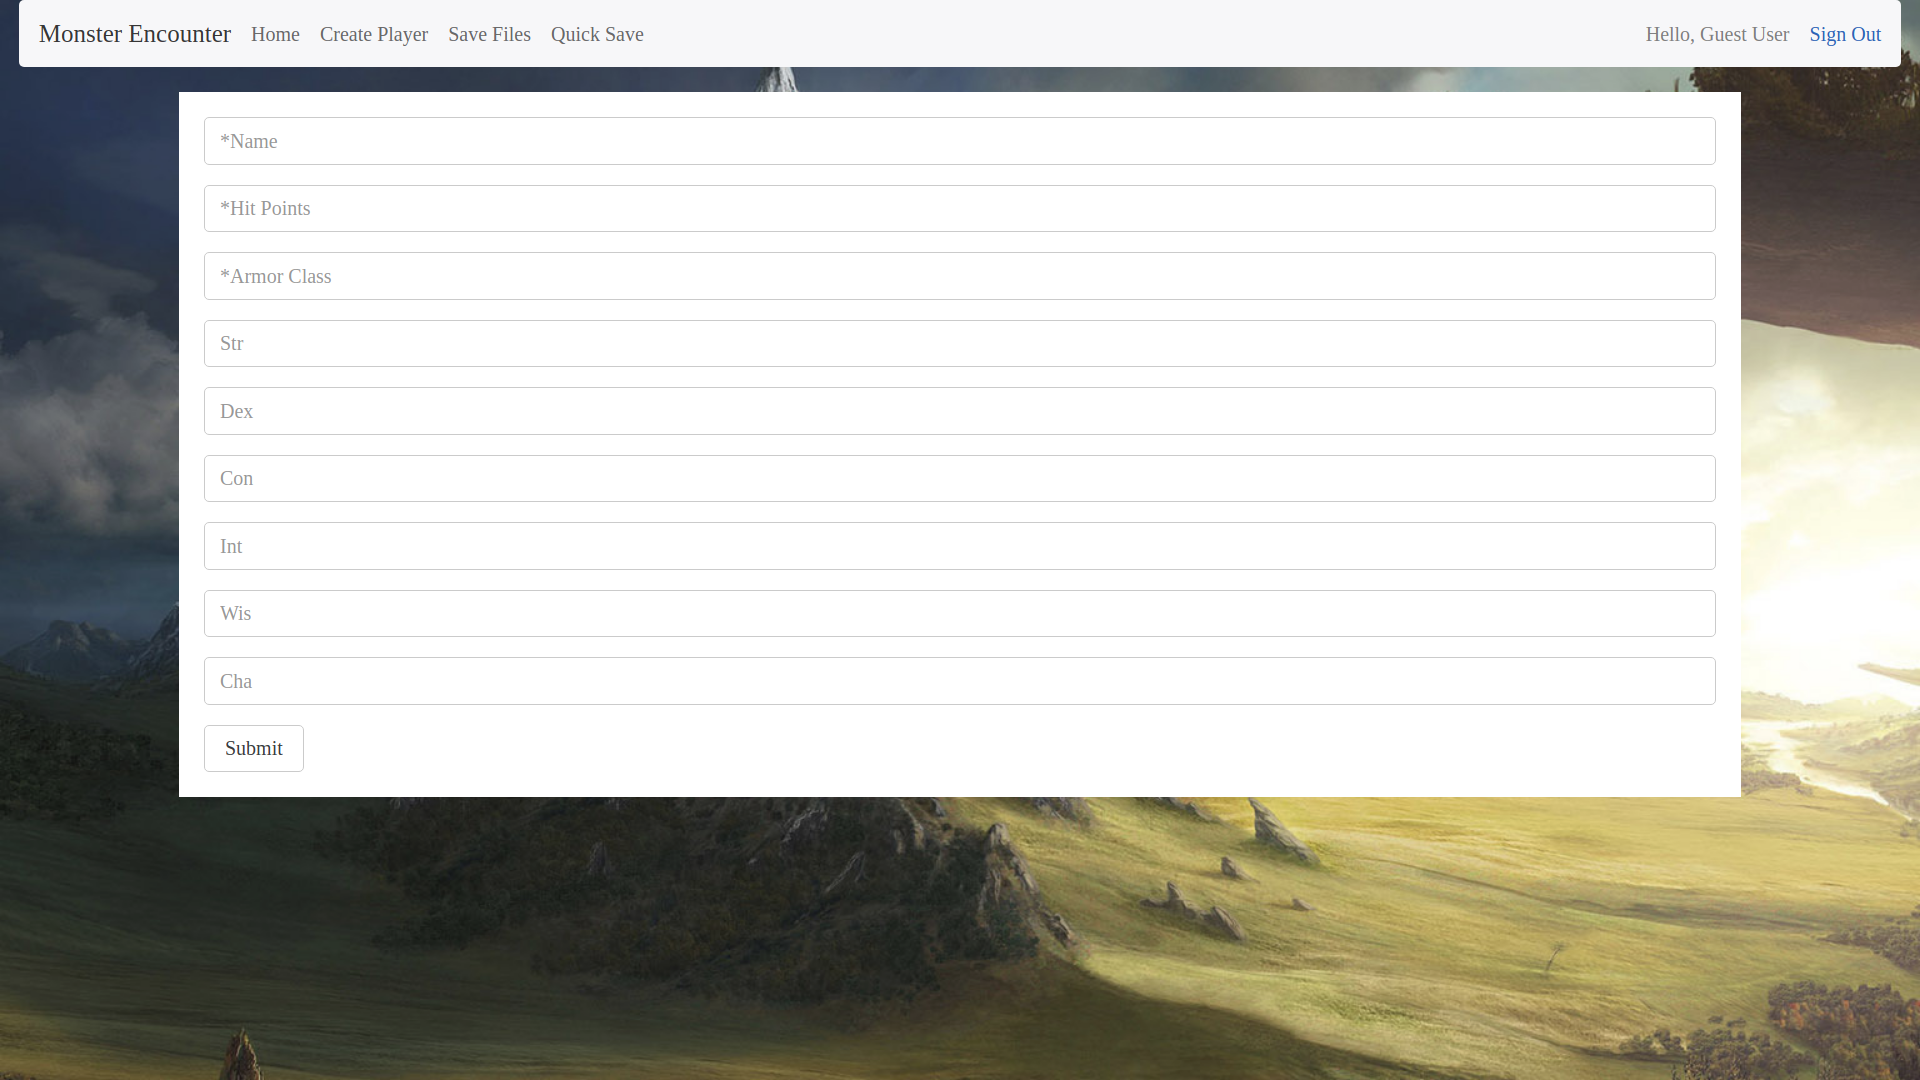 Monster Encounter Home Create Player Save Files Quick Save Hello, Guest User Sign Out
*Name
*Hit Points
*Armor Class
Str
Dex
Con
Int
Wis
Cha
Submit